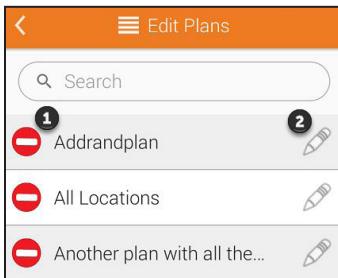 Edit Plans
Search
1
2
Addrandplan
All Locations
Another plan with all the...